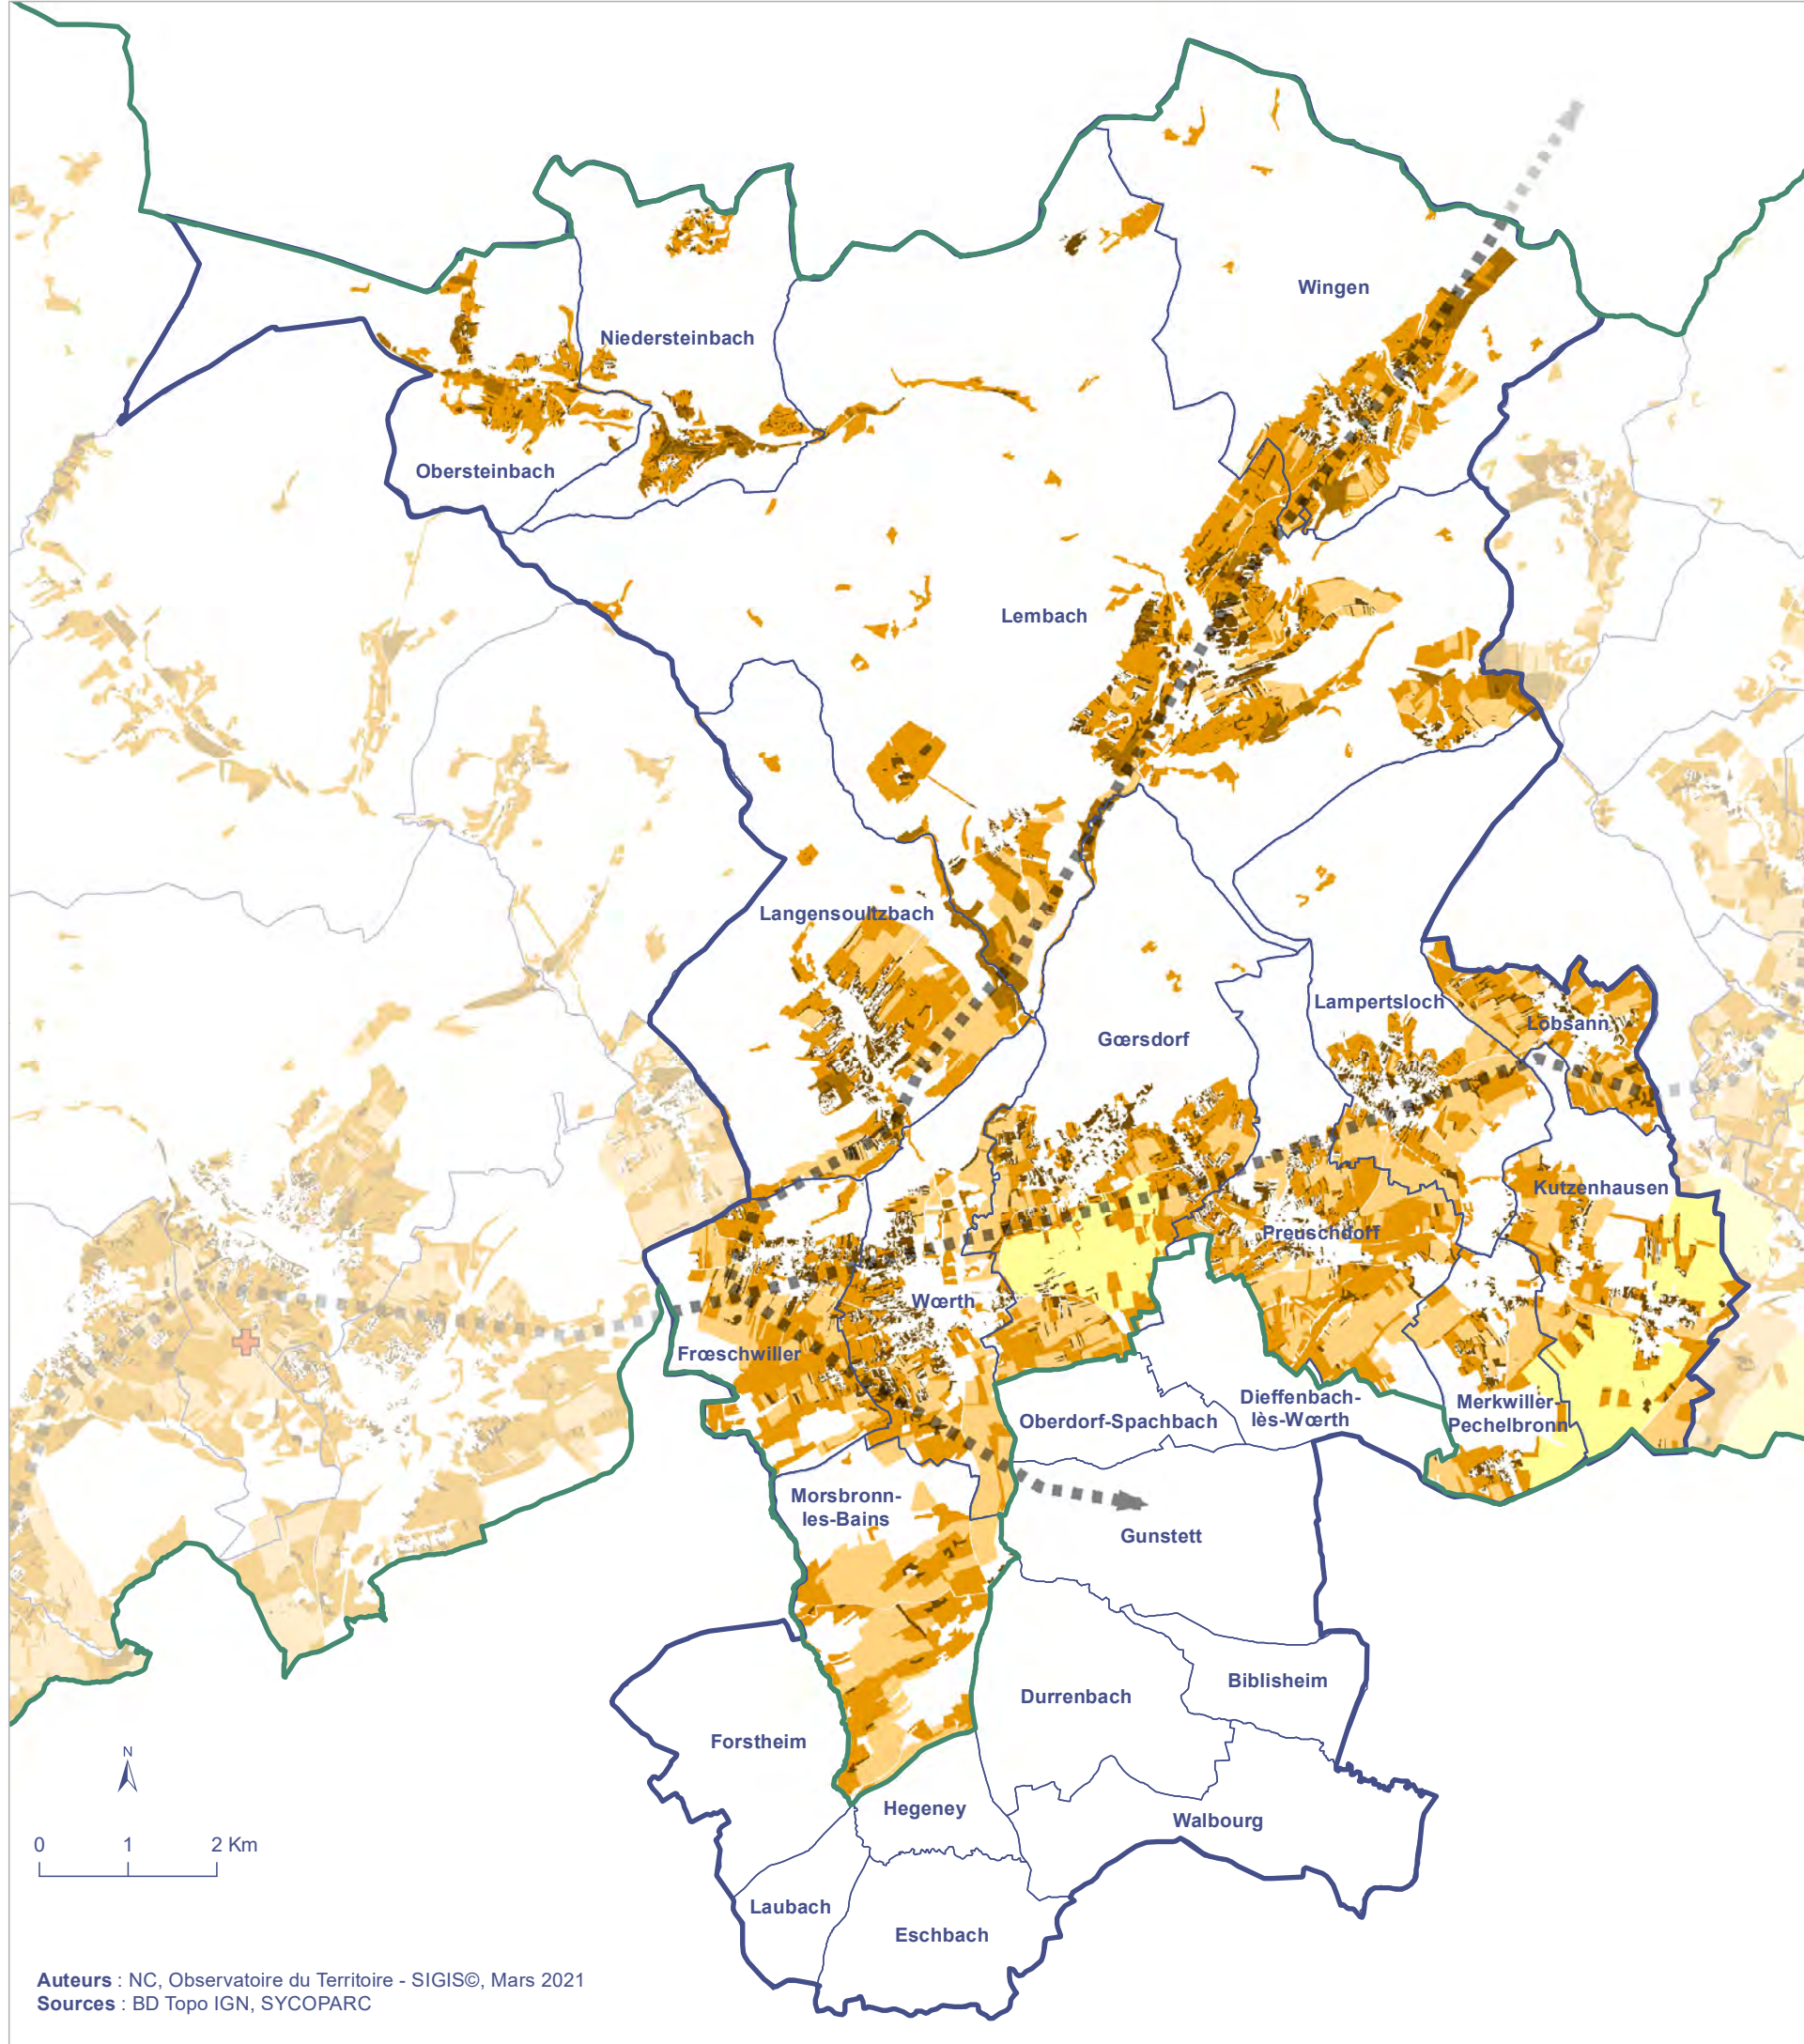 Wingen
Niedersteinbach
Obersteinbach
Lembach
Langensoultzbach
Lampertsloch
Lobsann
Gœrsdorf
Kutzenhausen
Preuschdorf
Wœrth
Frœschwiller
Oberdorf-Spachbach
Dieffenbach-
lès-Wœrth
Merkwiller-
Pechelbronn
Morsbronn-
les-Bains
Gunstett
Biblisheim
Durrenbach
Forstheim
Hegeney
Walbourg
Laubach
Eschbach
N
0 1 2 Km
Auteurs : NC, Observatoire du Territoire - SIGIS©, Mars 2021
Sources : BD Topo IGN, SYCOPARC